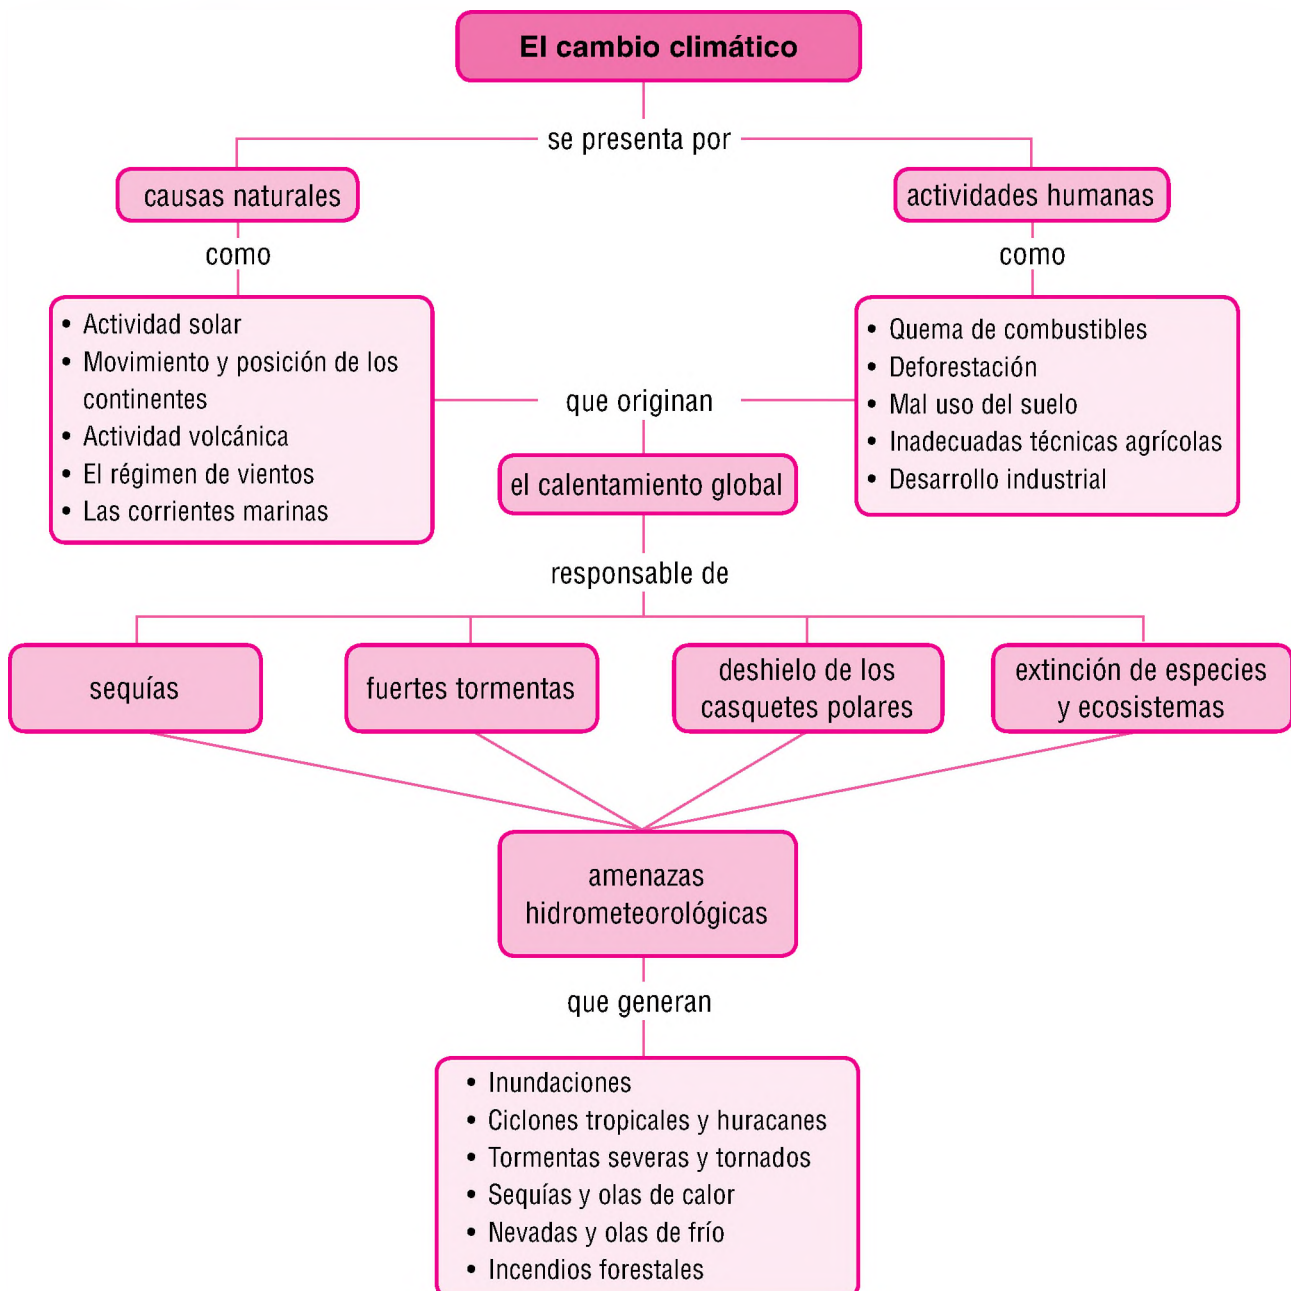 El cambio climático
se presenta por
causas naturales
actividades humanas
como
como
• Actividad solar
• Movimiento y posición de los
continentes
• Actividad volcánica
• El régimen de vientos
• Las corrientes marinas
• Quema de combustibles
• Deforestación
• Mal uso del suelo
• Inadecuadas técnicas agrícolas
• Desarrollo industrial
que originan
el calentamiento global
responsable de
sequías
fuertes tormentas
deshielo de los
casquetes polares
extinción de especies
y ecosistemas
amenazas
hidrometeorológicas
que generan
• Inundaciones
• Ciclones tropicales y huracanes
• Tormentas severas y tornados
• Sequías y olas de calor
• Nevadas y olas de frío
• Incendios forestales